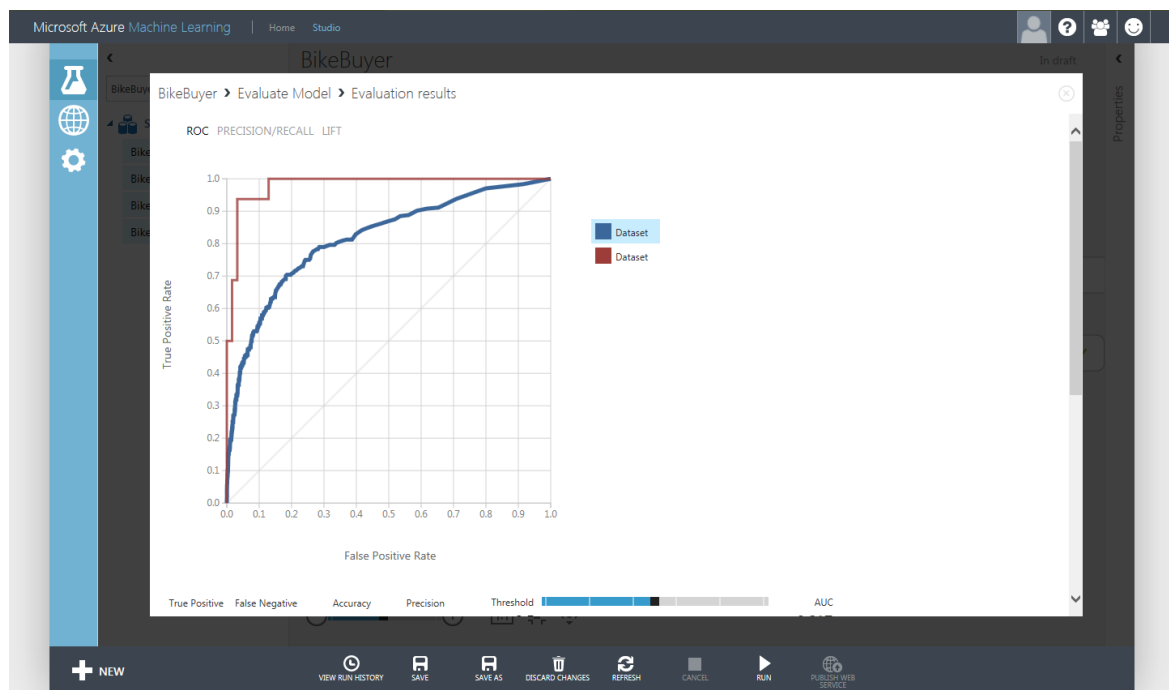 Microsoft Azure Machine Learning | Home Studio
BikeBuyer
In draft
BikeBuyer > Evaluate Model > Evaluation results
Properties
ROC PRECISION/RECALL LIFT
Bike
Bike
Bike
Bike
1.0
0.9
0.8
0.7
0.6
0.5
0.4
0.3
0.2
0.1
0.0
True Positive Rate
0.0 0.1 0.2 0.3 0.4 0.5 0.6 0.7 0.8 0.9 1.0
False Positive Rate
Dataset
Dataset
True Positive False Negative Accuracy Precision Threshold AUC
NEW
VIEW RUN HISTORY SAVE SAVE AS DISCARD CHANGES REFRESH CANCEL RUN PUBLISH WEB
SERVICE